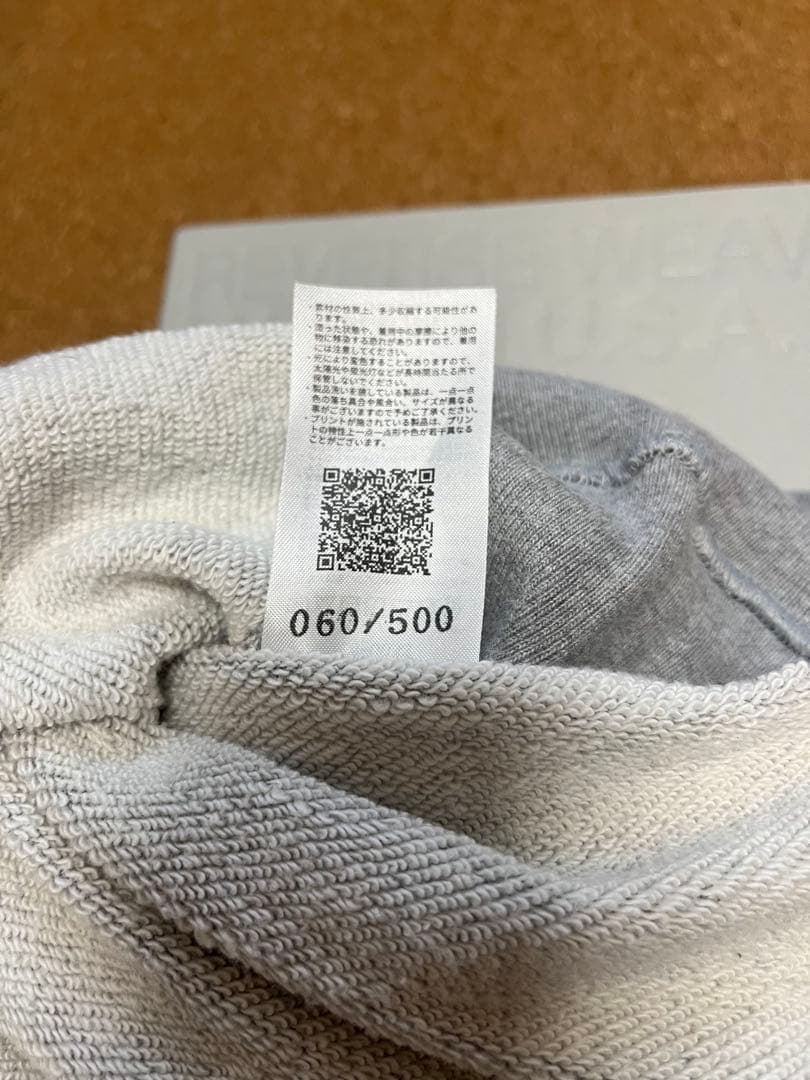 REVERSE WEAVE
・素材の性質上、多少収縮する可能性があ
ります。
・湿った状態や、着用中の摩擦により他の
物に移染する恐れがありますので、着用
には注意してください。
・光により変色することがありますので、
太陽光や蛍光灯などが長時間当たる所で
保管しないでください。
・製品洗いを施している製品は、一点一点
色の落ち具合や風合い、サイズが異なる
事がございますので予めご了承ください。
・プリントが施されている製品は、プリン
トの特性上一点一点形や色が若干異なる
ことがございます。
060/500